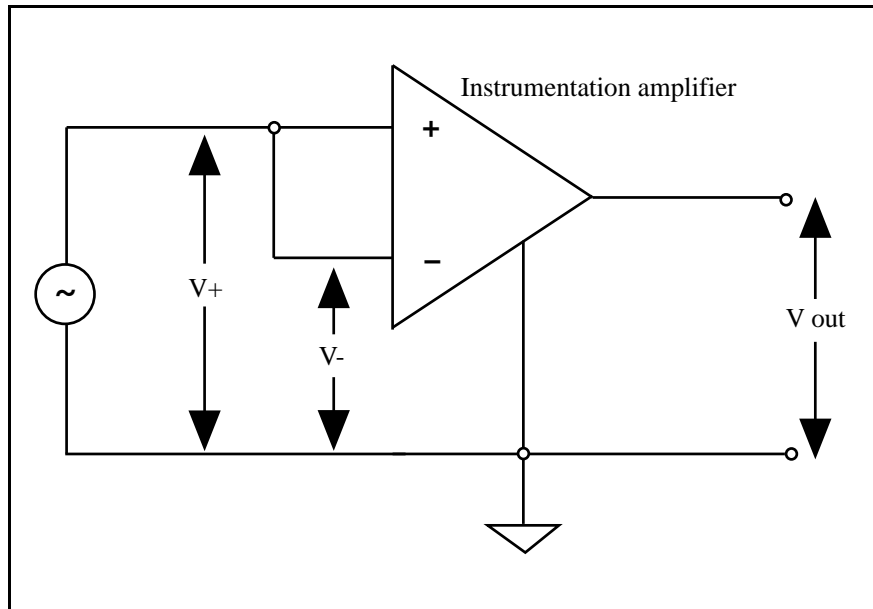 Instrumentation amplifier
+
−
~
V+
V-
V out